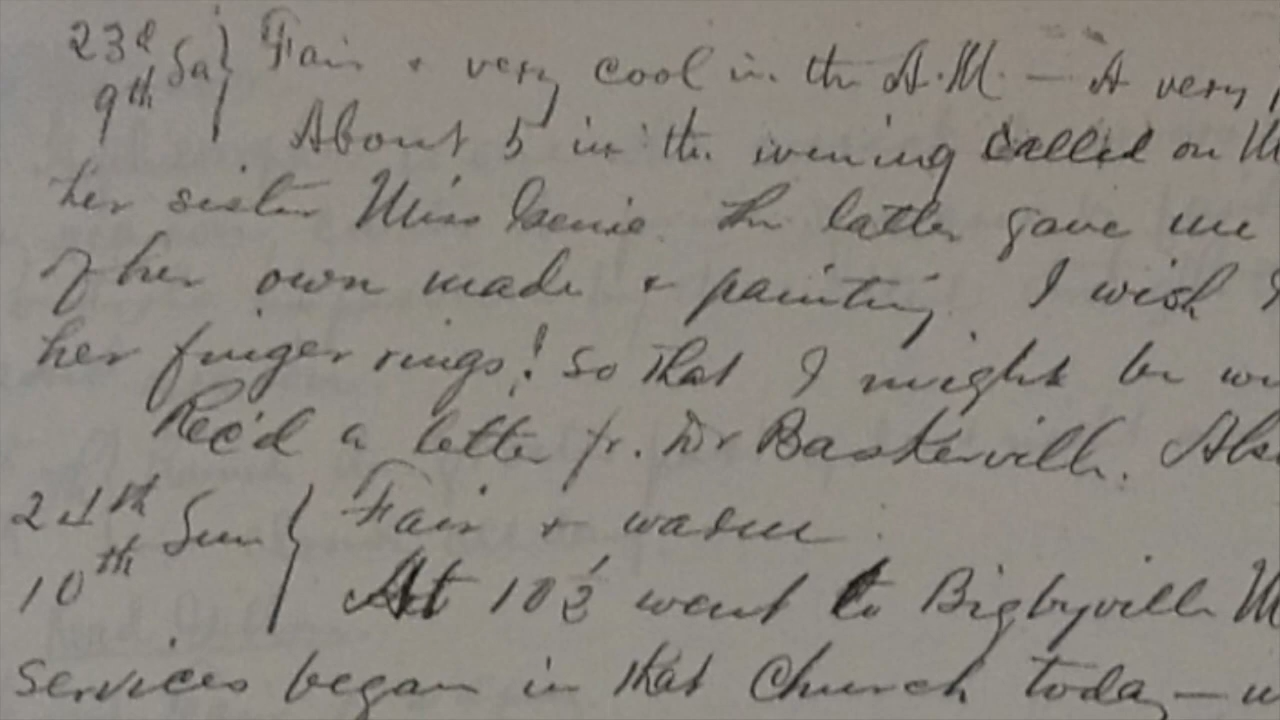 23d Sa } Fair & very cool in the A.M. — A very
9th
About 5 in the evening called on
her sister Miss Genie. The latter gave me
of her own made & painting. I wish
her finger rings! So that I might be
Rec'd a letter fr. Dr Baskerville. Also
24th Sun { Fair & warm
10th
At 10½ went to Bigbyville
services began in that Church today —